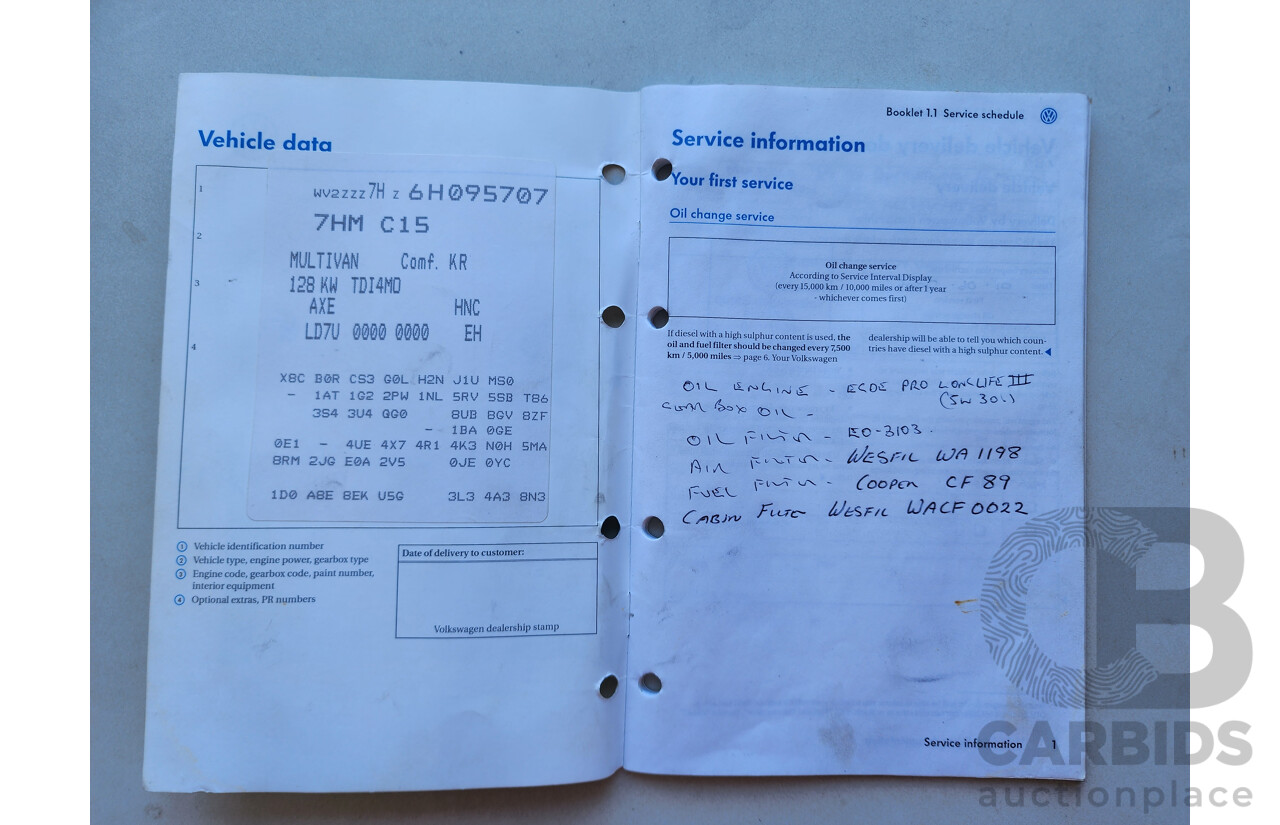 Vehicle data
1
WV2ZZZ7H Z 6H095707
7HM C15
2
MULTIVAN Comf. KR
3
128 KW TDI4MO
AXE HNC
LD7U 0000 0000 EH
4
X8C B0R CS3 G0L H2N J1U MS0
- 1AT 1G2 2PW 1NL 5RV 5SB T86
3S4 3U4 QG0 8UB 8GV 8ZF
- 1BA 0GE
0E1 - 4UE 4X7 4R1 4K3 N0H 5MA
8RM 2JG E0A 2V5 0JE 0YC
1D0 A8E 8EK U5G 3L3 4A3 8N3
1 Vehicle identification number
2 Vehicle type, engine power, gearbox type
3 Engine code, gearbox code, paint number,
interior equipment
4 Optional extras, PR numbers
Date of delivery to customer:
Volkswagen dealership stamp
Booklet 1.1 Service schedule
Service information
Your first service
Oil change service
Oil change service
According to Service Interval Display
(every 15,000 km / 10,000 miles or after 1 year
- whichever comes first)
If diesel with a high sulphur content is used, the
oil and fuel filter should be changed every 7,500
km / 5,000 miles ⇒ page 6. Your Volkswagen
dealership will be able to tell you which coun-
tries have diesel with a high sulphur content.
OIL ENGINE - EDGE PRO LONGLIFE III
(5W 30L)
GEAR BOX OIL -
OIL FILTER - EO-3103.
AIR FILTER - WESFIL WA 1198
FUEL FILTER - COOPER CF 89
CABIN FILTER WESFIL WACF0022
Service information 1
CB
CARBIDS
auctionplace